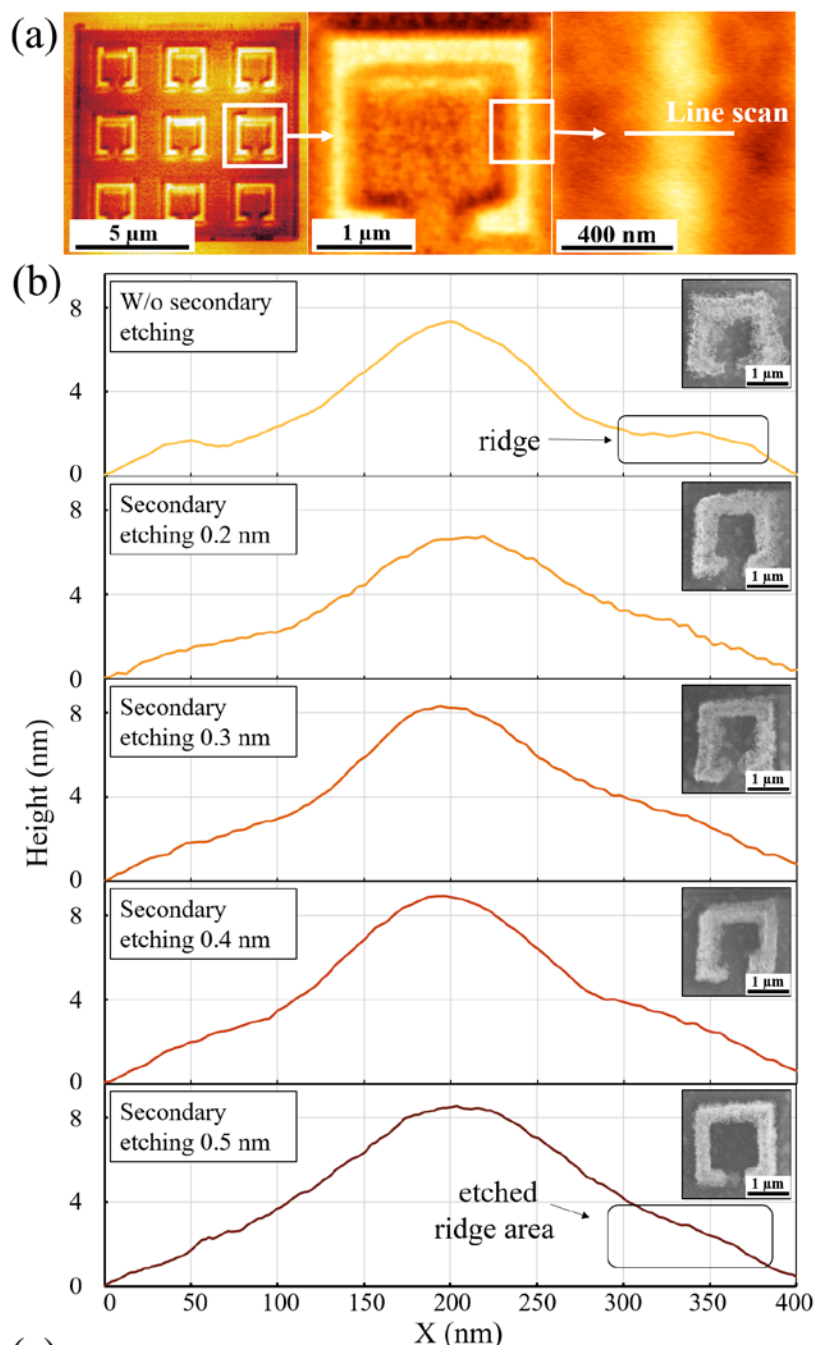 (a)
Line scan
5 µm
1 µm
400 nm
(b)
8
4
0
W/o secondary
etching
1 µm
ridge
8
4
0
Secondary
etching 0.2 nm
1 µm
8
4
0
Secondary
etching 0.3 nm
1 µm
Height (nm)
8
4
0
Secondary
etching 0.4 nm
1 µm
8
4
0
Secondary
etching 0.5 nm
1 µm
etched
ridge area
0 50 100 150 200 250 300 350 400
X (nm)